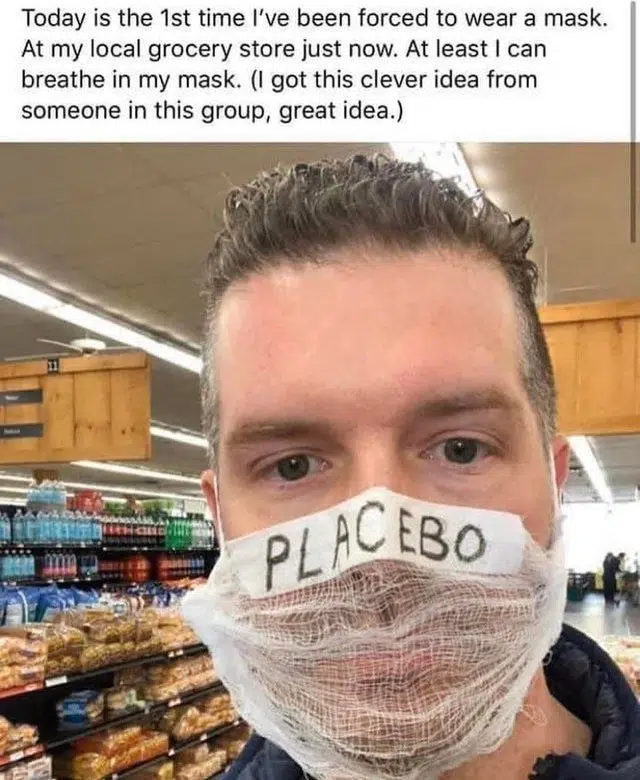 Today is the 1st time I've been forced to wear a mask.
At my local grocery store just now. At least I can
breathe in my mask. (I got this clever idea from
someone in this group, great idea.)
11
PLACEBO